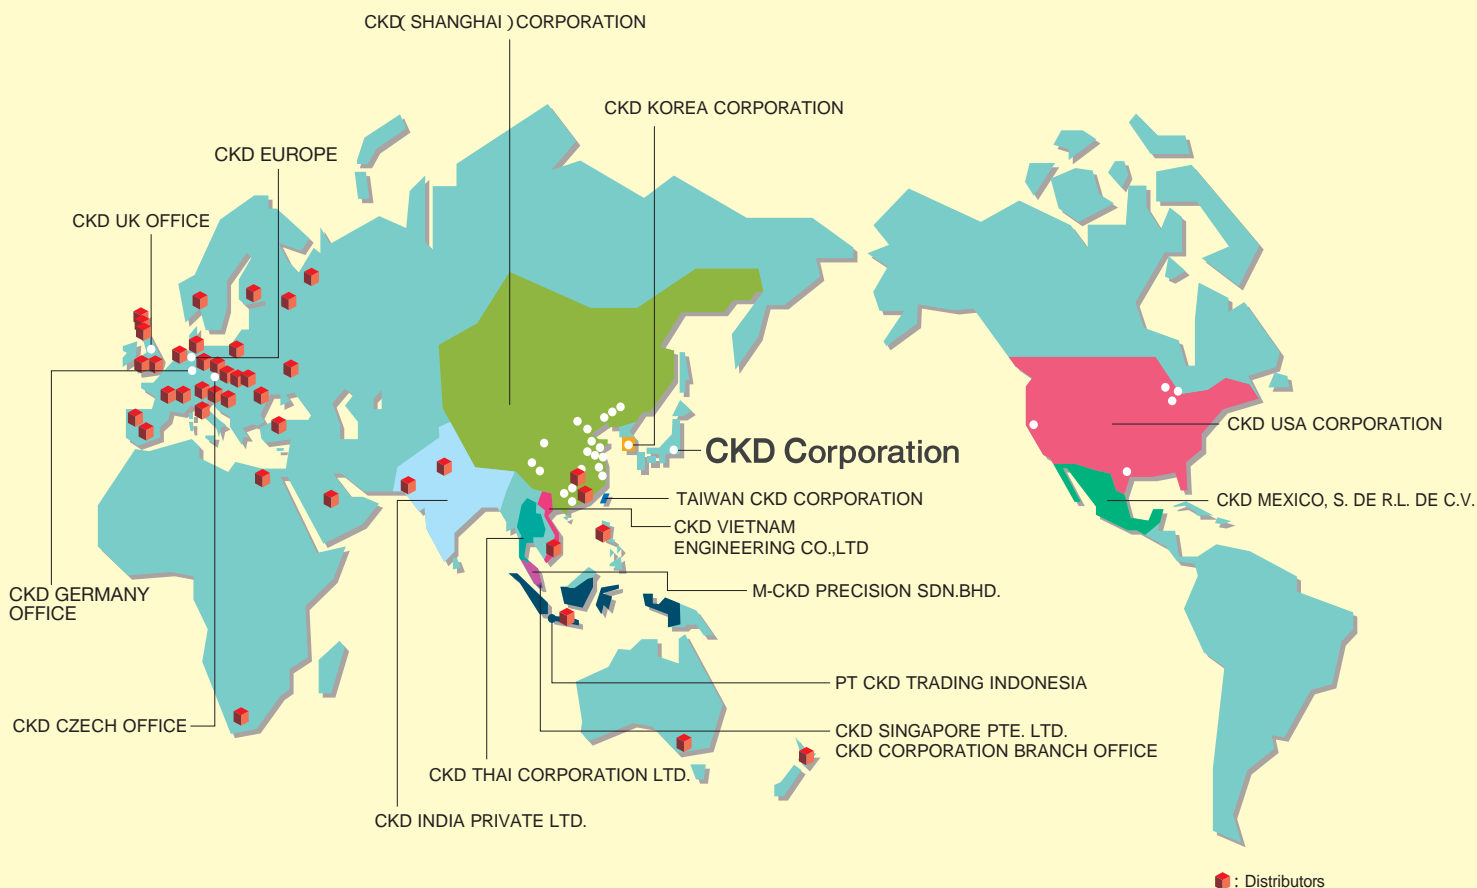 CKD( SHANGHAI )CORPORATION
CKD KOREA CORPORATION
CKD EUROPE
CKD UK OFFICE
CKD USA CORPORATION
CKD Corporation
TAIWAN CKD CORPORATION
CKD MEXICO, S. DE R.L. DE C.V.
CKD VIETNAM
ENGINEERING CO.,LTD
M-CKD PRECISION SDN.BHD.
CKD GERMANY
OFFICE
PT CKD TRADING INDONESIA
CKD CZECH OFFICE
CKD SINGAPORE PTE. LTD.
CKD CORPORATION BRANCH OFFICE
CKD THAI CORPORATION LTD.
CKD INDIA PRIVATE LTD.
: Distributors